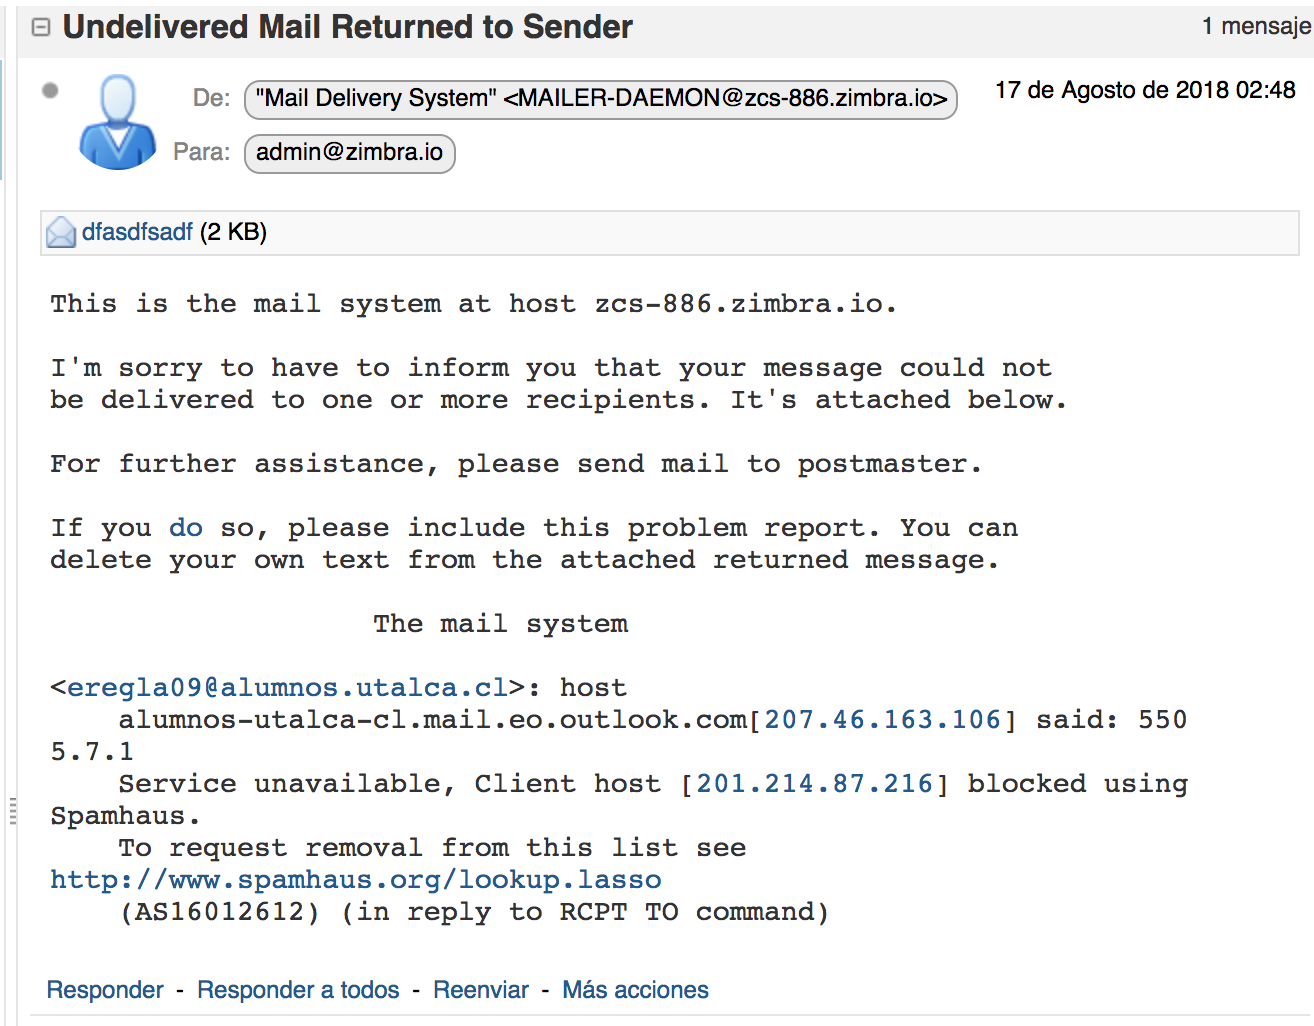 Undelivered Mail Returned to Sender
1 mensaje
De: "Mail Delivery System" <MAILER-DAEMON@zcs-886.zimbra.io>
17 de Agosto de 2018 02:48
Para: admin@zimbra.io
dfasdfsadf (2 KB)
This is the mail system at host zcs-886.zimbra.io.
I'm sorry to have to inform you that your message could not
be delivered to one or more recipients. It's attached below.
For further assistance, please send mail to postmaster.
If you do so, please include this problem report. You can
delete your own text from the attached returned message.
The mail system
<eregla09@alumnos.utalca.cl>: host
alumnos-utalca-cl.mail.eo.outlook.com[207.46.163.106] said: 550
5.7.1
Service unavailable, Client host [201.214.87.216] blocked using
Spamhaus.
To request removal from this list see
http://www.spamhaus.org/lookup.lasso
(AS16012612) (in reply to RCPT TO command)
Responder - Responder a todos - Reenviar - Más acciones